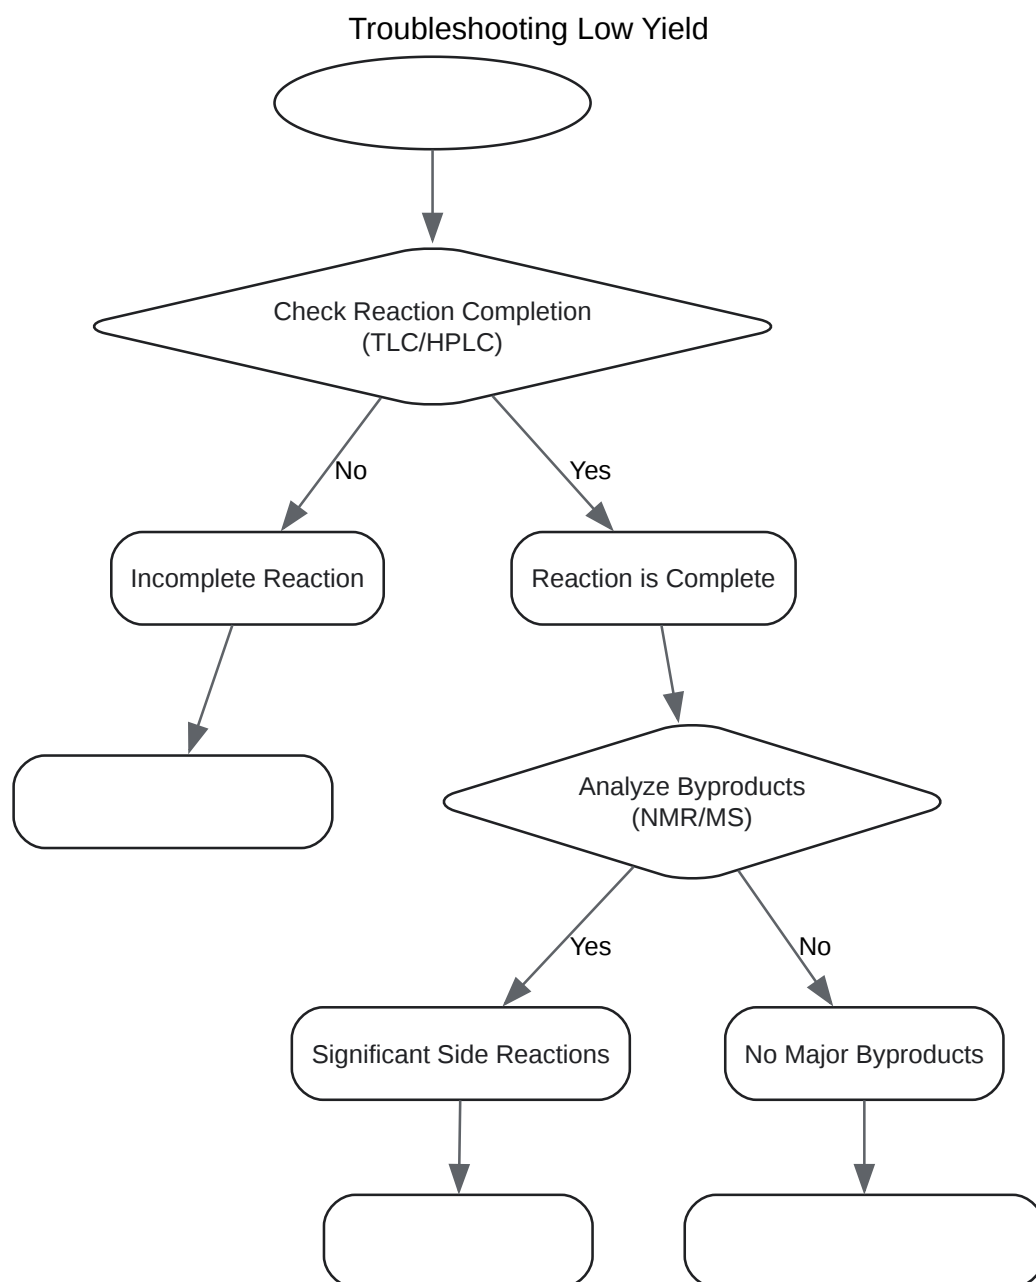 Troubleshooting Low Yield
Check Reaction Completion
(TLC/HPLC)
No
Yes
Incomplete Reaction
Reaction is Complete
Analyze Byproducts
(NMR/MS)
Yes
No
Significant Side Reactions
No Major Byproducts